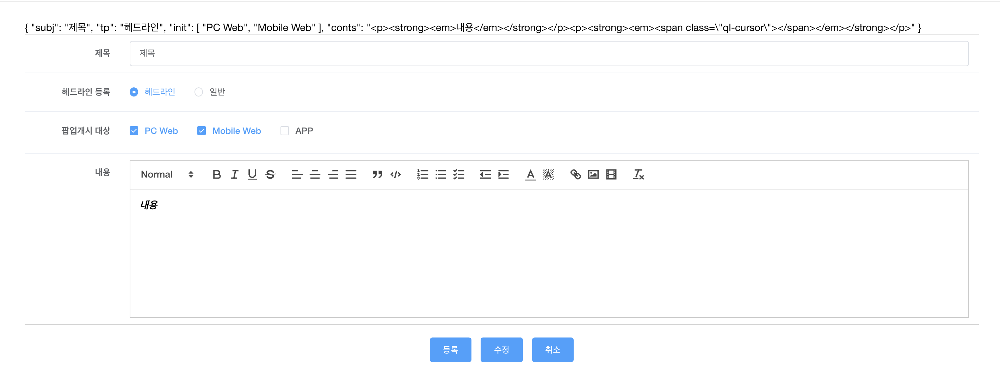 { "subj": "제목", "tp": "헤드라인", "init": [ "PC Web", "Mobile Web" ], "conts": "<p><strong><em>내용</em></strong></p><p><strong><em><span class=\"ql-cursor\"></span></em></strong></p>" }
제목 제목
헤드라인 등록 헤드라인 일반
팝업개시 대상 PC Web Mobile Web APP
내용 Normal
내용
등록 수정 취소